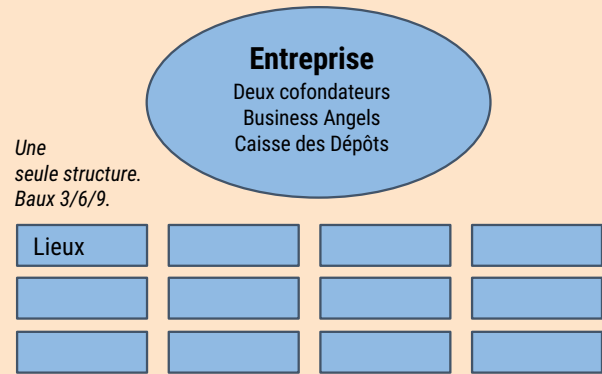 Entreprise
Deux cofondateurs
Business Angels
Caisse des Dépôts
Une
seule structure.
Baux 3/6/9.
Lieux